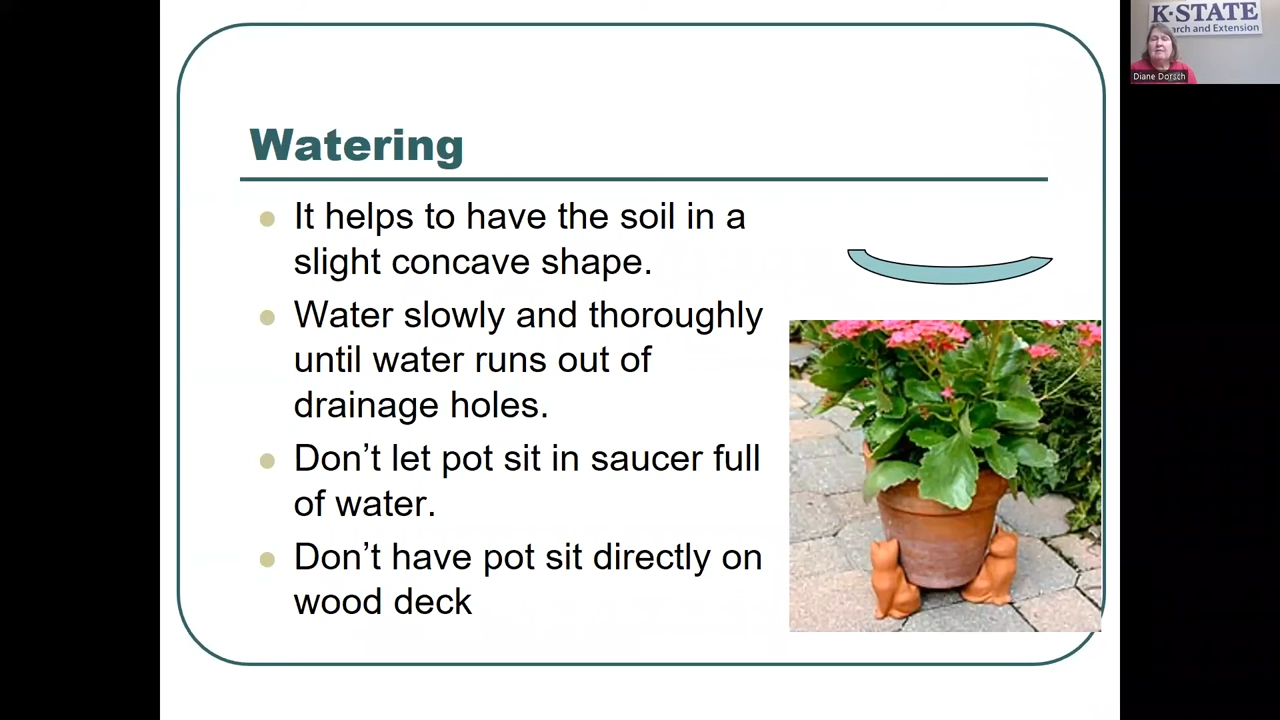 Watering
It helps to have the soil in a
slight concave shape.
Water slowly and thoroughly
until water runs out of
drainage holes.
Don’t let pot sit in saucer full
of water.
Don’t have pot sit directly on
wood deck
K-STATE
arch and Extension
Diane Dorsch